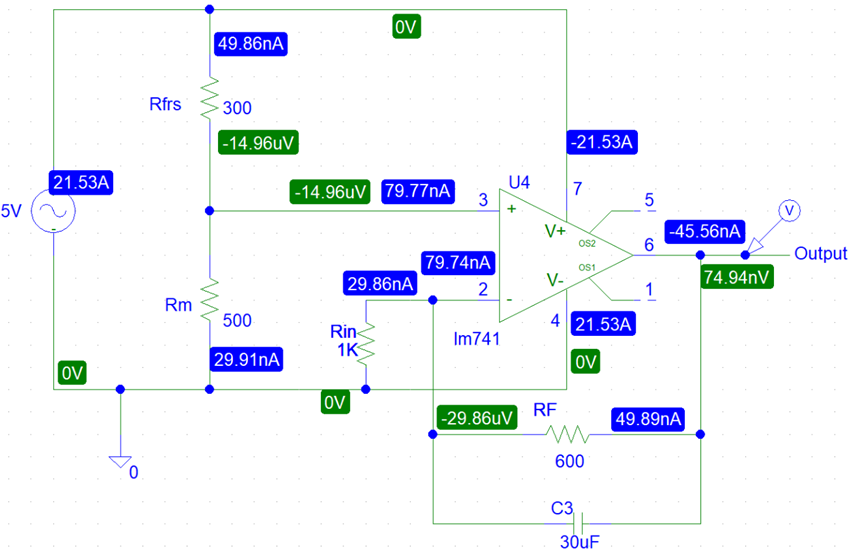 0V
49.86nA
Rfrs
300
-14.96uV
-21.53A
21.53A
5V
-
-14.96uV
79.77nA
3
U4
7
5
+
V+
OS2
V
-45.56nA
6
Output
79.74nA
29.86nA
2
-
V-
OS1
1
74.94nV
Rm
500
Rin
1K
lm741
4
21.53A
29.91nA
0V
0V
0V
-29.86uV
RF
49.89nA
600
0
C3
30uF